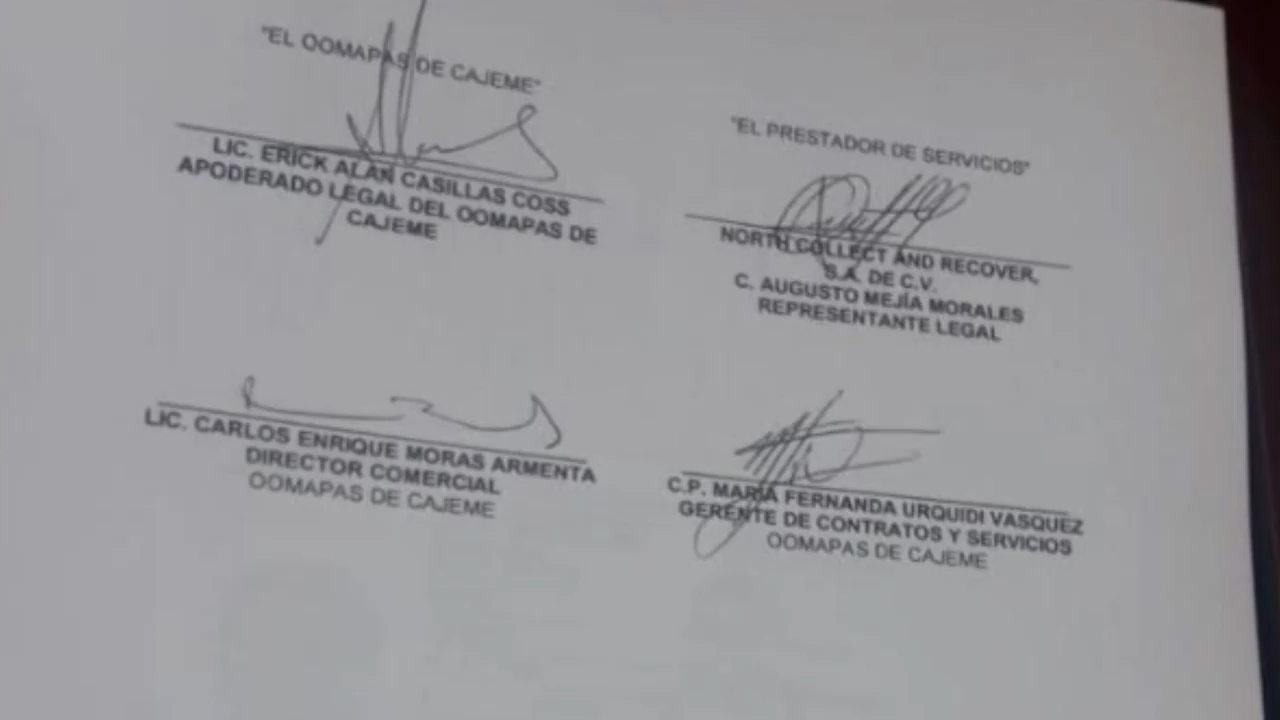 "EL OOMAPAS DE CAJEME"
LIC. ERICK ALAN CASILLAS COSS
APODERADO LEGAL DEL OOMAPAS DE
CAJEME
"EL PRESTADOR DE SERVICIOS"
NORTH COLLECT AND RECOVER,
S.A. DE C.V.
C. AUGUSTO MEJÍA MORALES
REPRESENTANTE LEGAL
LIC. CARLOS ENRIQUE MORAS ARMENTA
DIRECTOR COMERCIAL
OOMAPAS DE CAJEME
C.P. MARÍA FERNANDA URQUIDI VASQUEZ
GERENTE DE CONTRATOS Y SERVICIOS
OOMAPAS DE CAJEME